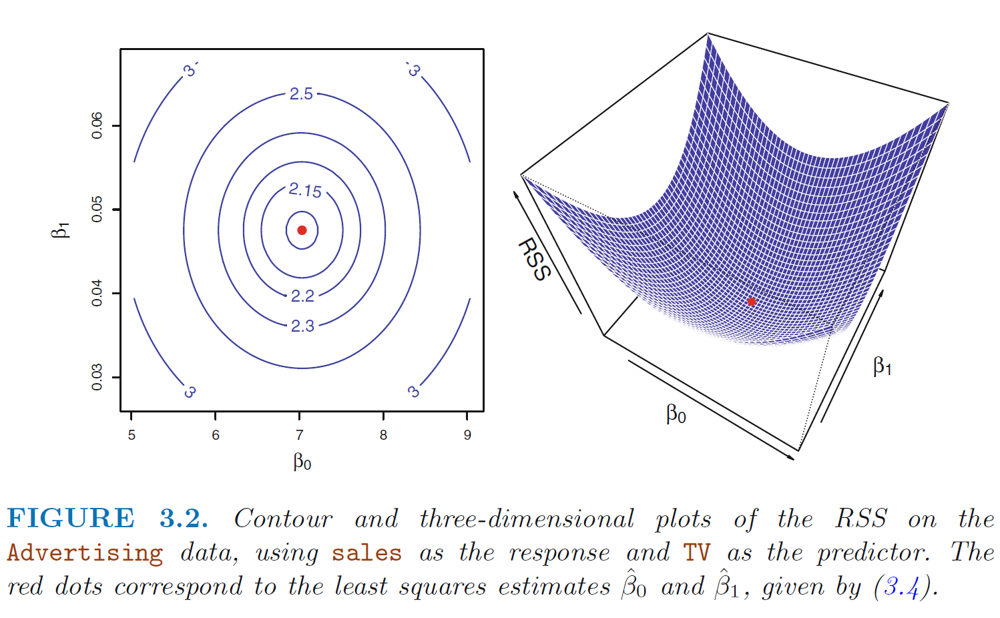 3
3
2.5
2.15
2.2
2.3
3
3
0.06
0.05
0.04
0.03
β1
5 6 7 8 9
β0
RSS
β1
β0
FIGURE 3.2. Contour and three-dimensional plots of the RSS on the
Advertising data, using sales as the response and TV as the predictor. The
red dots correspond to the least squares estimates β̂0 and β̂1, given by (3.4).